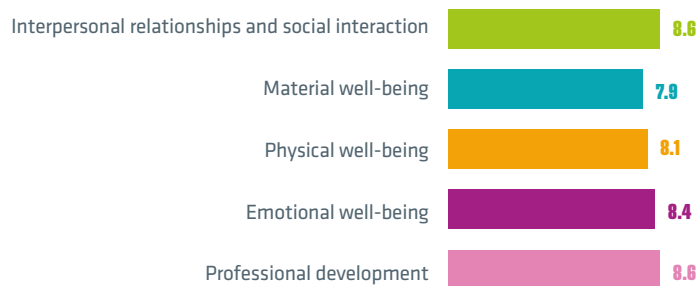 Interpersonal relationships and social interaction 8.6
Material well-being 7.9
Physical well-being 8.1
Emotional well-being 8.4
Professional development 8.6